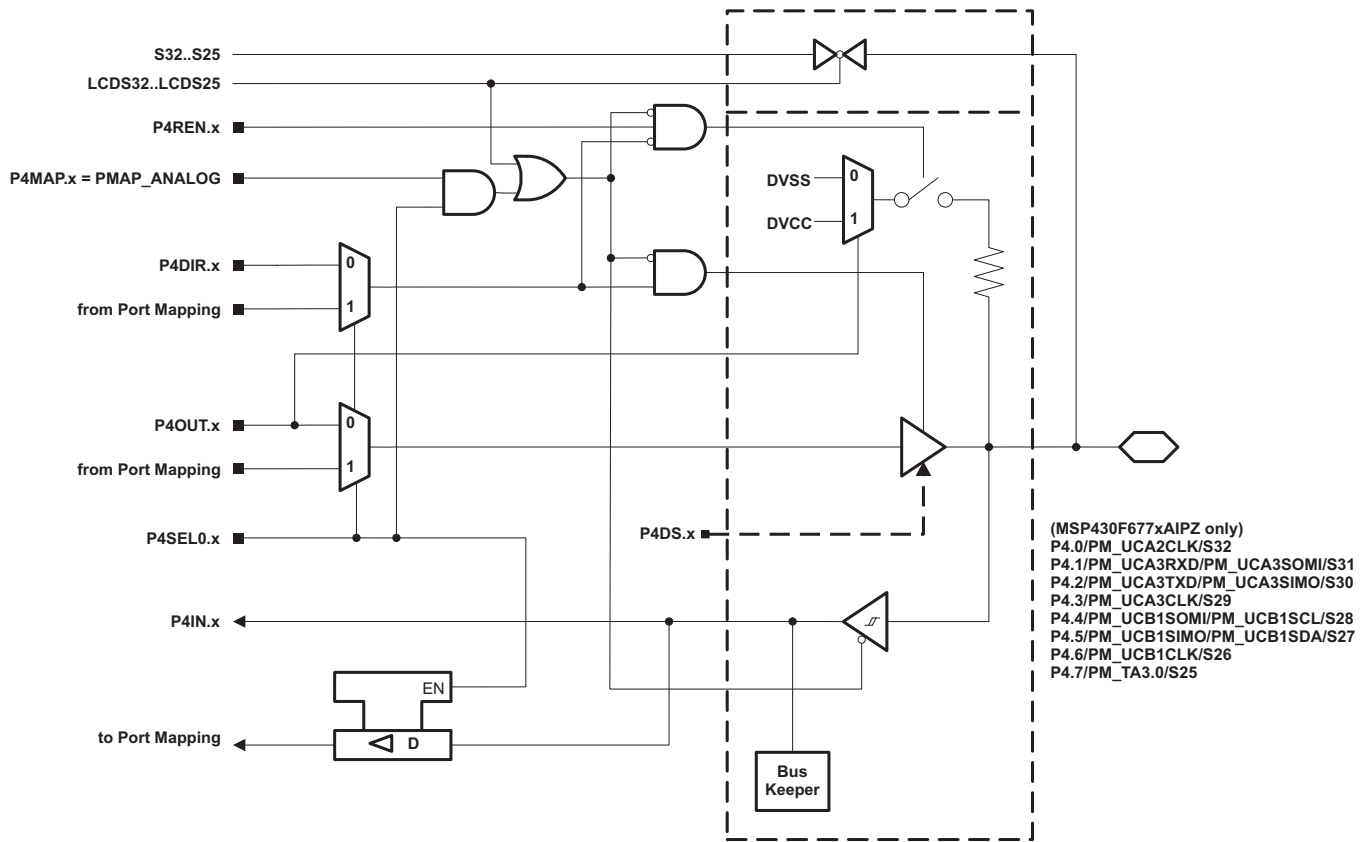 S32..S25
LCDS32..LCDS25
P4REN.x
P4MAP.x = PMAP_ANALOG
DVSS
0
DVCC
1
P4DIR.x
0
from Port Mapping
1
P4OUT.x
0
from Port Mapping
1
P4SEL0.x
P4DS.x
(MSP430F677xAIPZ only)
P4.0/PM_UCA2CLK/S32
P4.1/PM_UCA3RXD/PM_UCA3SOMI/S31
P4.2/PM_UCA3TXD/PM_UCA3SIMO/S30
P4.3/PM_UCA3CLK/S29
P4.4/PM_UCB1SOMI/PM_UCB1SCL/S28
P4.5/PM_UCB1SIMO/PM_UCB1SDA/S27
P4.6/PM_UCB1CLK/S26
P4.7/PM_TA3.0/S25
P4IN.x
EN
to Port Mapping
D
Bus
Keeper